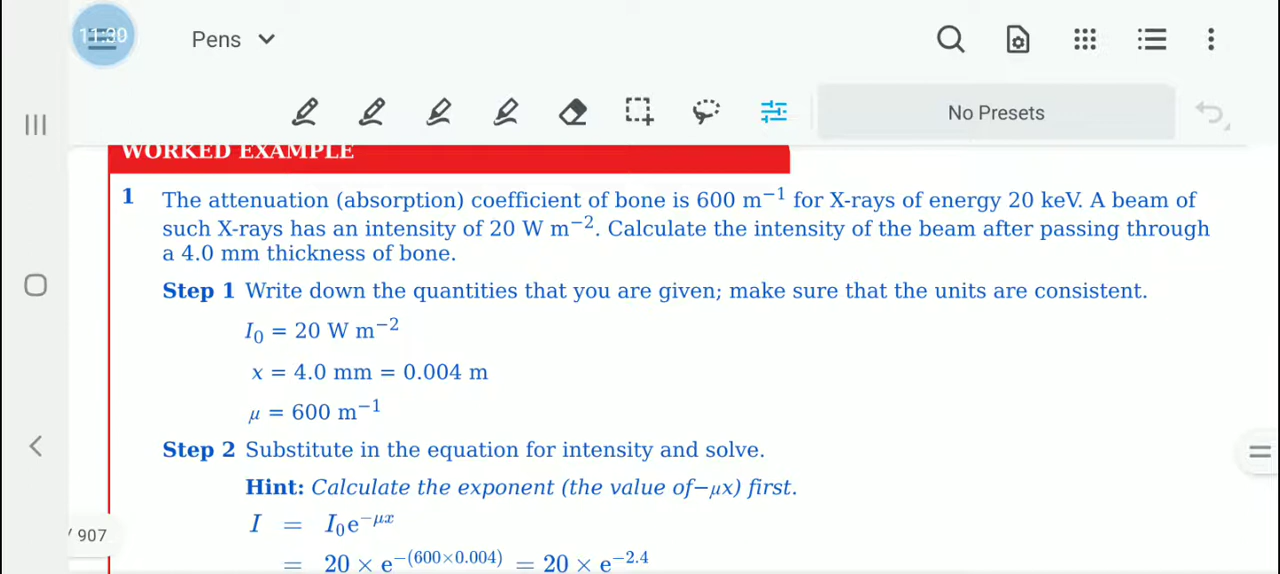 11:30
Pens
No Presets
WORKED EXAMPLE
1 The attenuation (absorption) coefficient of bone is 600 m⁻¹ for X-rays of energy 20 keV. A beam of
such X-rays has an intensity of 20 W m⁻². Calculate the intensity of the beam after passing through
a 4.0 mm thickness of bone.
Step 1 Write down the quantities that you are given; make sure that the units are consistent.
I₀ = 20 W m⁻²
x = 4.0 mm = 0.004 m
μ = 600 m⁻¹
Step 2 Substitute in the equation for intensity and solve.
Hint: Calculate the exponent (the value of−μx) first.
I = I₀e^−μx
= 20 × e^−(600×0.004) = 20 × e^−2.4
/ 907